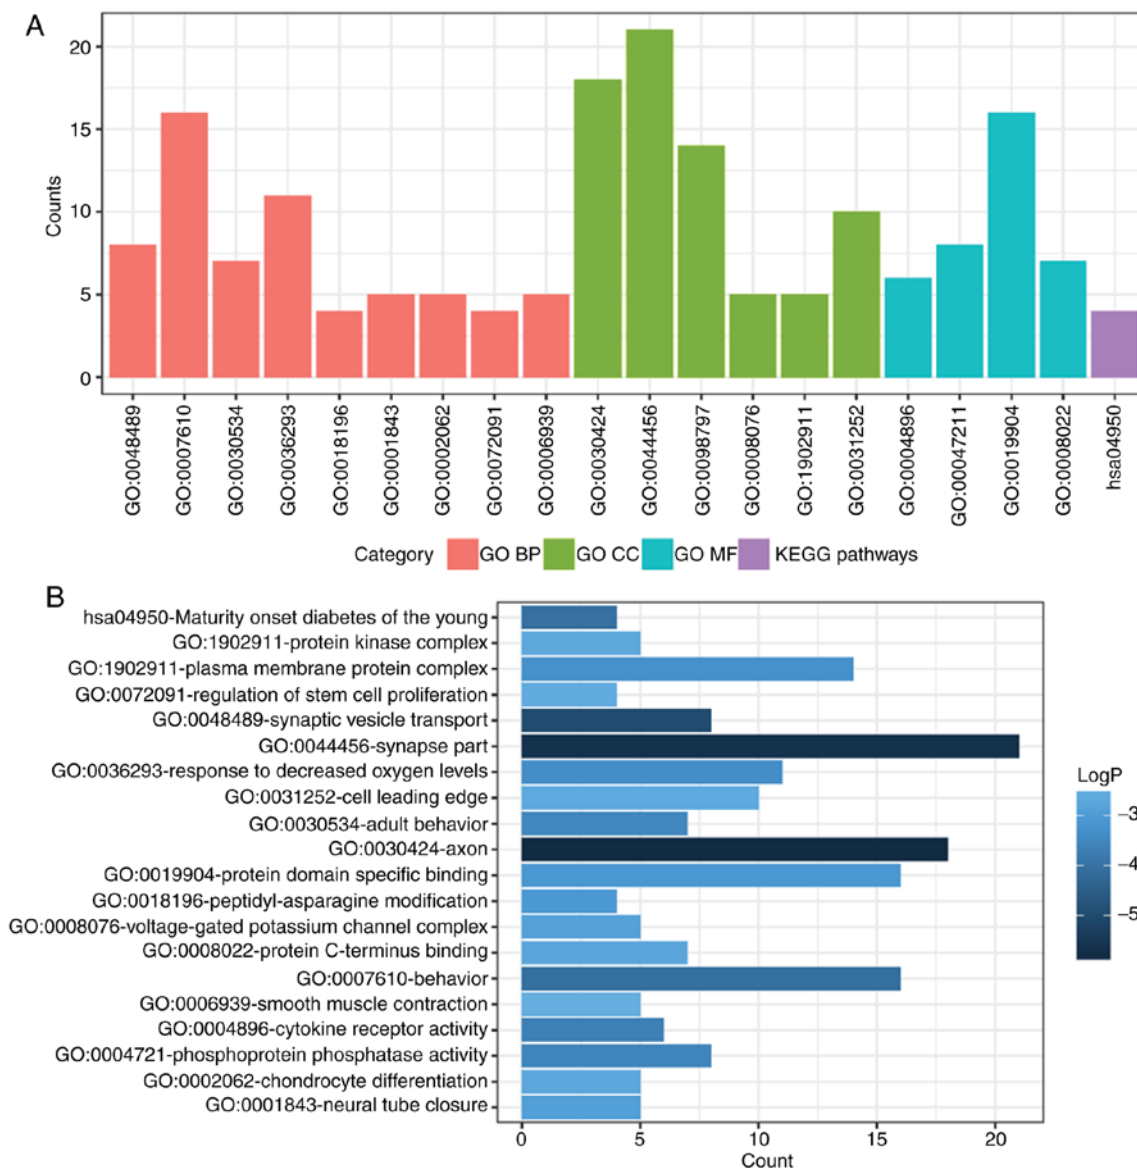 A
20
15
10
5
0
Counts
GO:0048489
GO:0007610
GO:0030534
GO:0036293
GO:0018196
GO:0001843
GO:0002062
GO:0072091
GO:0006939
GO:0030424
GO:0044456
GO:0098797
GO:0008076
GO:1902911
GO:0031252
GO:0004896
GO:00047211
GO:0019904
GO:0008022
hsa04950
Category GO BP GO CC GO MF KEGG pathways
B
hsa04950-Maturity onset diabetes of the young
GO:1902911-protein kinase complex
GO:1902911-plasma membrane protein complex
GO:0072091-regulation of stem cell proliferation
GO:0048489-synaptic vesicle transport
GO:0044456-synapse part
GO:0036293-response to decreased oxygen levels
GO:0031252-cell leading edge
GO:0030534-adult behavior
GO:0030424-axon
GO:0019904-protein domain specific binding
GO:0018196-peptidyl-asparagine modification
GO:0008076-voltage-gated potassium channel complex
GO:0008022-protein C-terminus binding
GO:0007610-behavior
GO:0006939-smooth muscle contraction
GO:0004896-cytokine receptor activity
GO:0004721-phosphoprotein phosphatase activity
GO:0002062-chondrocyte differentiation
GO:0001843-neural tube closure
0 5 10 15 20
Count
LogP
−3
−4
−5